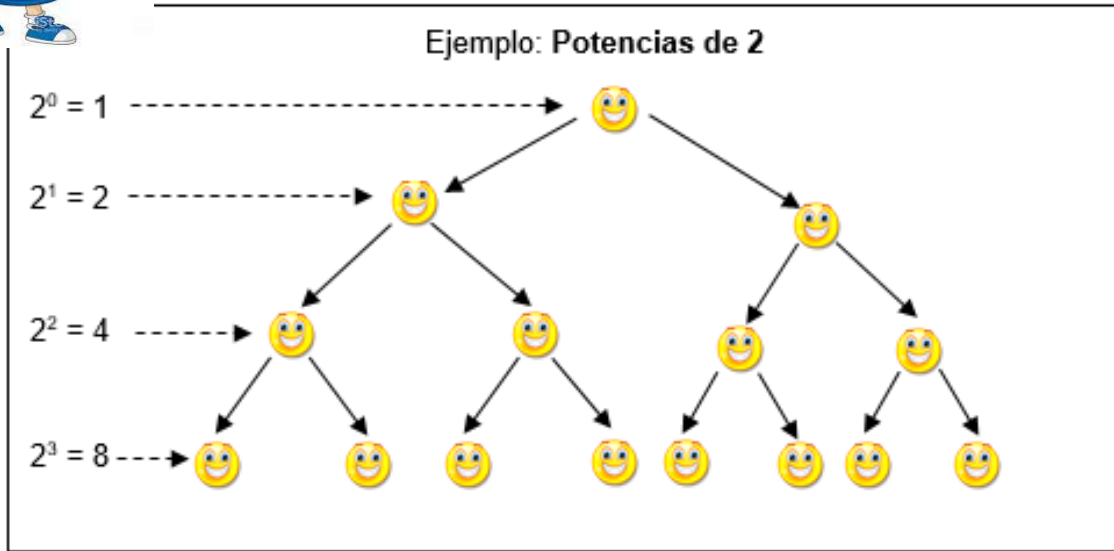 Ejemplo: Potencias de 2
2⁰ = 1
2¹ = 2
2² = 4
2³ = 8